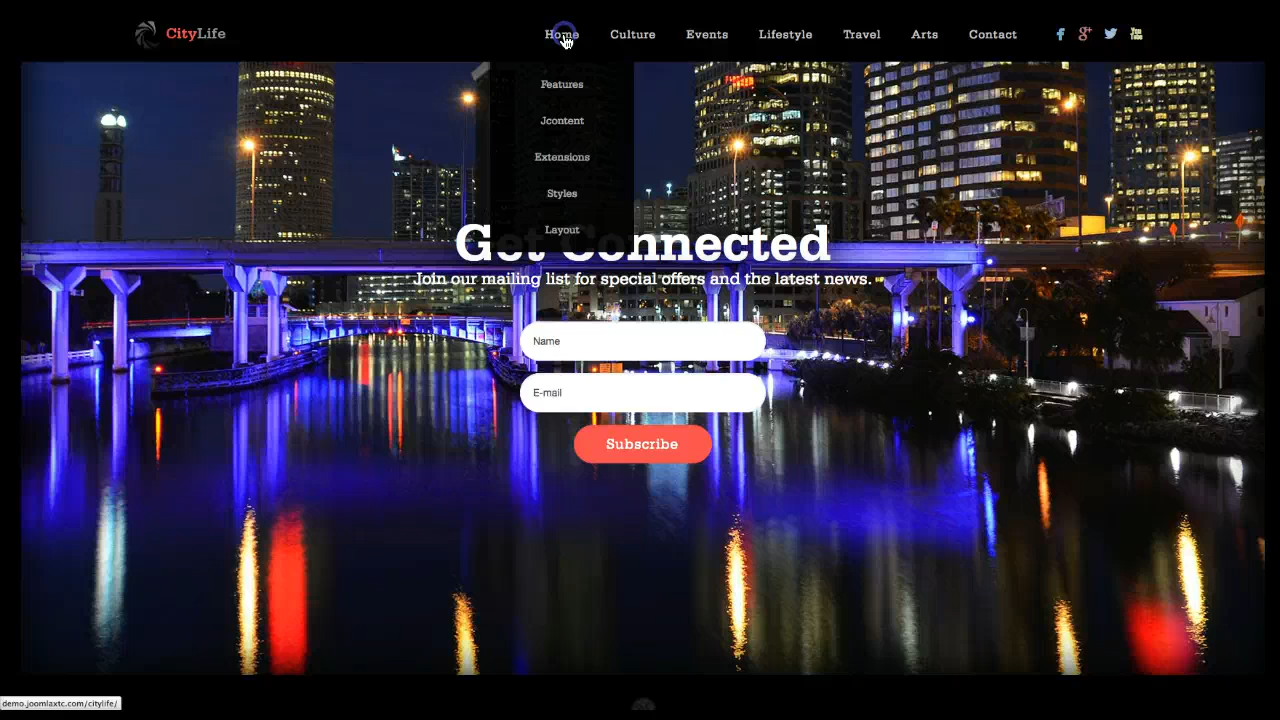 CityLife
Home Culture Events Lifestyle Travel Arts Contact
Features
Jcontent
Extensions
Styles
Layout
Get Connected
Join our mailing list for special offers and the latest news.
Name
E-mail
Subscribe
demo.joomlaxtc.com/citylife/